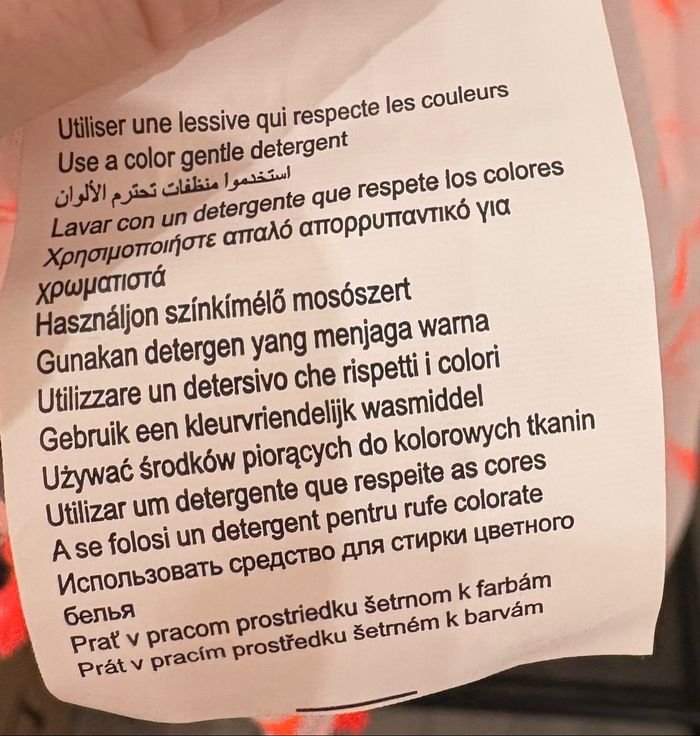 Utiliser une lessive qui respecte les couleurs
Use a color gentle detergent
استخدموا منظفات تحترم الألوان
Lavar con un detergente que respete los colores
Χρησιμοποιήστε απαλό απορρυπαντικό για
χρωματιστά
Használjon színkímélő mosószert
Gunakan detergen yang menjaga warna
Utilizzare un detersivo che rispetti i colori
Gebruik een kleurvriendelijk wasmiddel
Używać środków piorących do kolorowych tkanin
Utilizar um detergente que respeite as cores
A se folosi un detergent pentru rufe colorate
Использовать средство для стирки цветного
белья
Prať v pracom prostriedku šetrnom k farbám
Prát v pracím prostředku šetrném k barvám